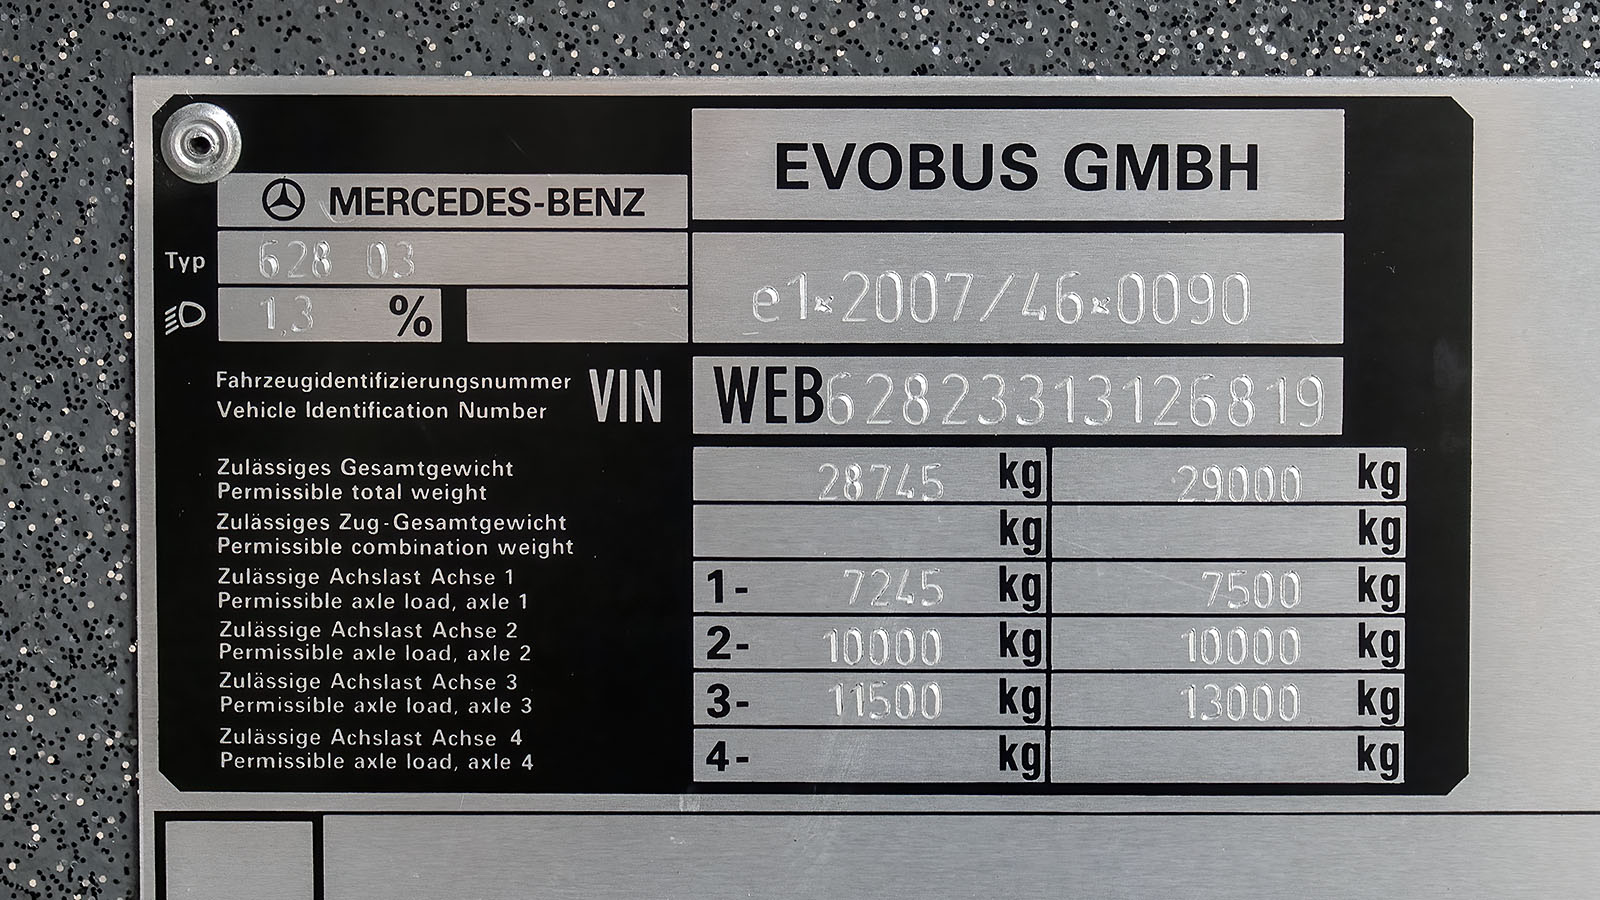 EVOBUS GMBH
MERCEDES-BENZ
Typ 628 03
1,3 %
e1*2007/46*0090
Fahrzeugidentifizierungsnummer
Vehicle Identification Number
VIN WEB62823313126819
Zulässiges Gesamtgewicht
Permissible total weight
28745 kg 29000 kg
Zulässiges Zug-Gesamtgewicht
Permissible combination weight
kg kg
Zulässige Achslast Achse 1
Permissible axle load, axle 1
1- 7245 kg 7500 kg
Zulässige Achslast Achse 2
Permissible axle load, axle 2
2- 10000 kg 10000 kg
Zulässige Achslast Achse 3
Permissible axle load, axle 3
3- 11500 kg 13000 kg
Zulässige Achslast Achse 4
Permissible axle load, axle 4
4- kg kg